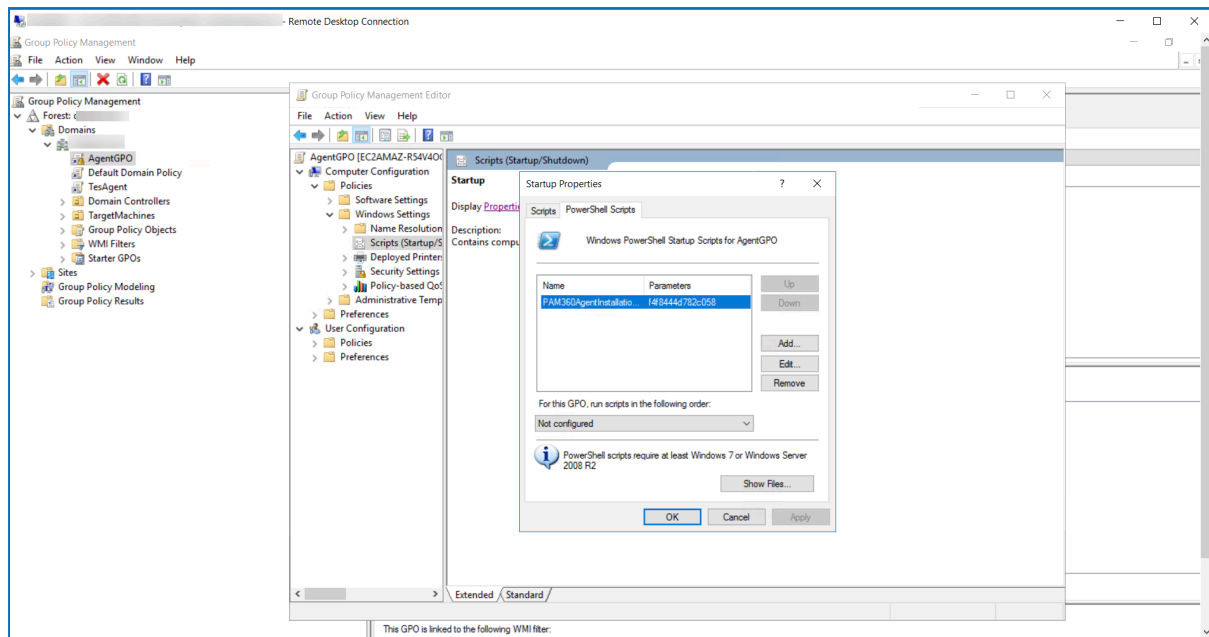 - Remote Desktop Connection
Group Policy Management
File Action View Window Help
Group Policy Management
Forest:
Domains
AgentGPO
Default Domain Policy
TesAgent
Domain Controllers
TargetMachines
Group Policy Objects
WMI Filters
Starter GPOs
Sites
Group Policy Modeling
Group Policy Results
Group Policy Management Editor
File Action View Help
AgentGPO [EC2AMAZ-R54V4O
Computer Configuration
Policies
Software Settings
Windows Settings
Name Resolution
Scripts (Startup/S
Deployed Printer
Security Settings
Policy-based QoS
Administrative Temp
Preferences
User Configuration
Policies
Preferences
Scripts (Startup/Shutdown)
Startup
Display Properti
Description:
Contains compu
Extended Standard
Startup Properties
Scripts PowerShell Scripts
Windows PowerShell Startup Scripts for AgentGPO
Name Parameters
PAM360AgentInstallatio... f4f8444d782c058
Up
Down
Add...
Edit...
Remove
For this GPO, run scripts in the following order:
Not configured
PowerShell scripts require at least Windows 7 or Windows Server
2008 R2
Show Files...
OK Cancel Apply
This GPO is linked to the following WMI filter: